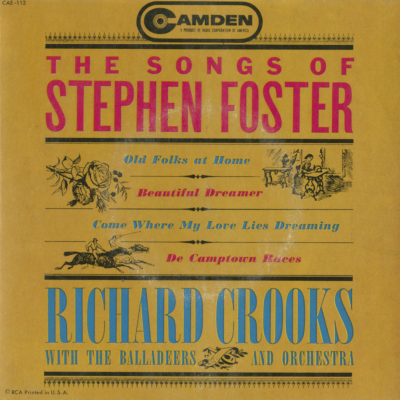 CAE-112
CAMDEN
A PRODUCT OF RADIO CORPORATION OF AMERICA
THE SONGS OF
STEPHEN FOSTER
Old Folks at Home
Beautiful Dreamer
Come Where My Love Lies Dreaming
De Camptown Races
RICHARD CROOKS
WITH THE BALLADEERS AND ORCHESTRA
© RCA Printed in U. S. A.